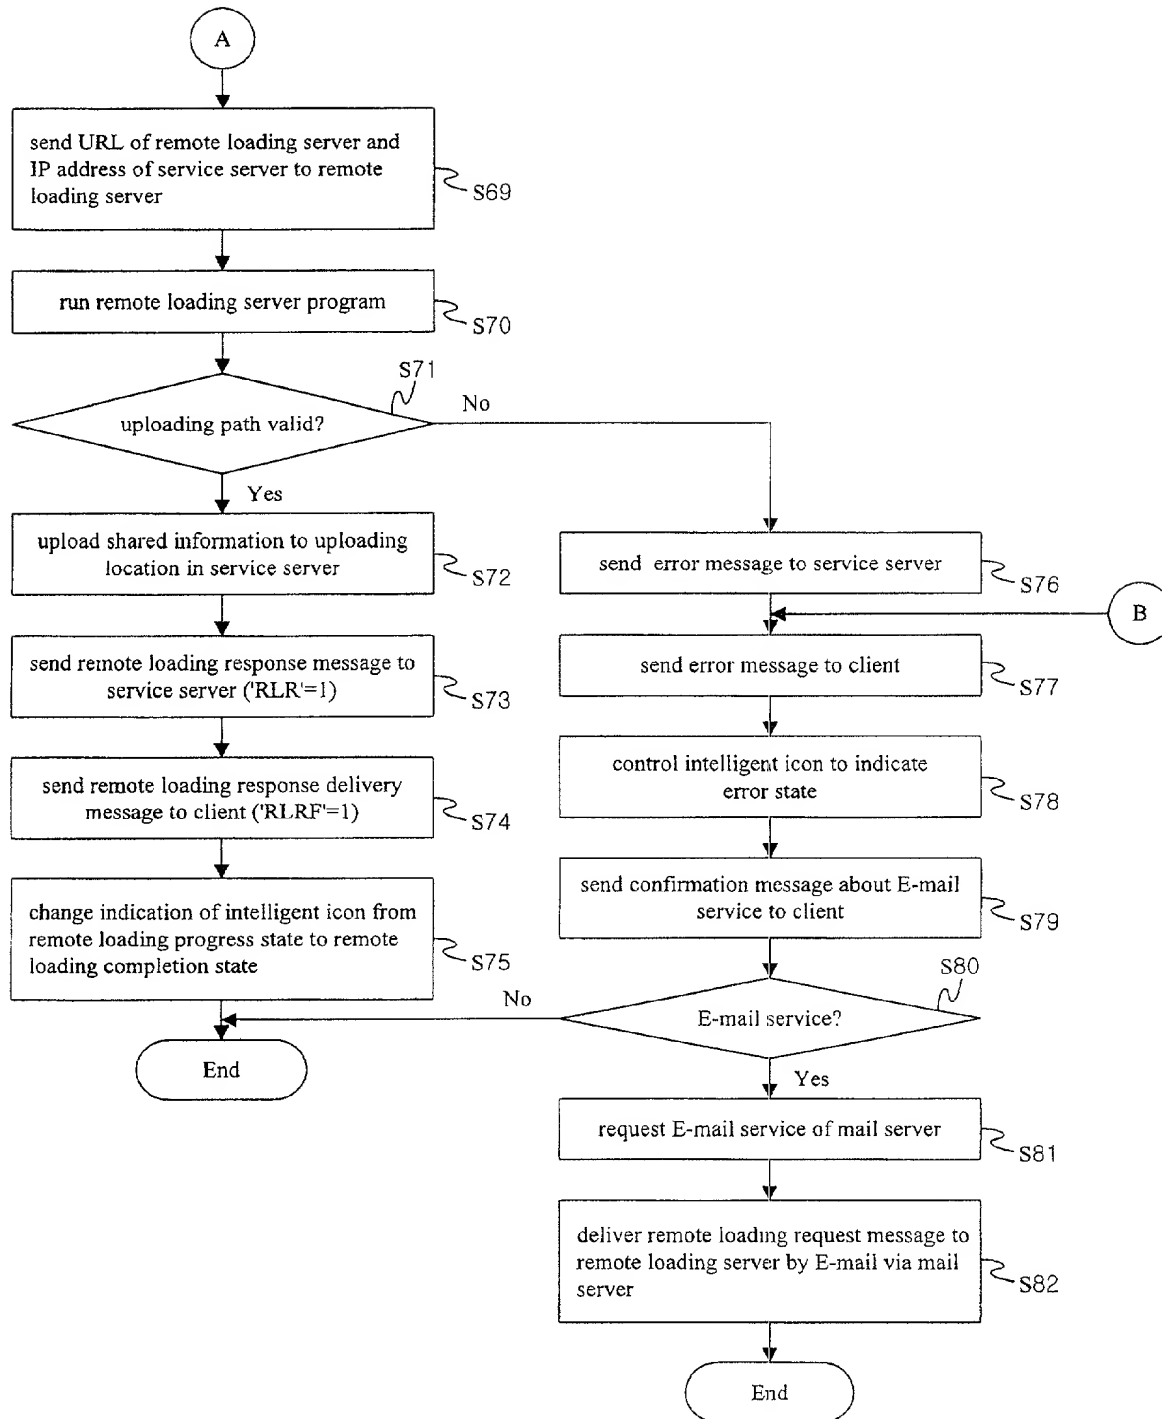 A
send URL of remote loading server and
IP address of service server to remote
loading server
S69
run remote loading server program
S70
S71
uploading path valid?
No
Yes
upload shared information to uploading
location in service server
S72
send remote loading response message to
service server ('RLR'=1)
S73
send remote loading response delivery
message to client ('RLRF'=1)
S74
change indication of intelligent icon from
remote loading progress state to remote
loading completion state
S75
End
send error message to service server
S76
B
send error message to client
S77
control intelligent icon to indicate
error state
S78
send confirmation message about E-mail
service to client
S79
S80
E-mail service?
No
Yes
request E-mail service of mail server
S81
deliver remote loading request message to
remote loading server by E-mail via mail
server
S82
End